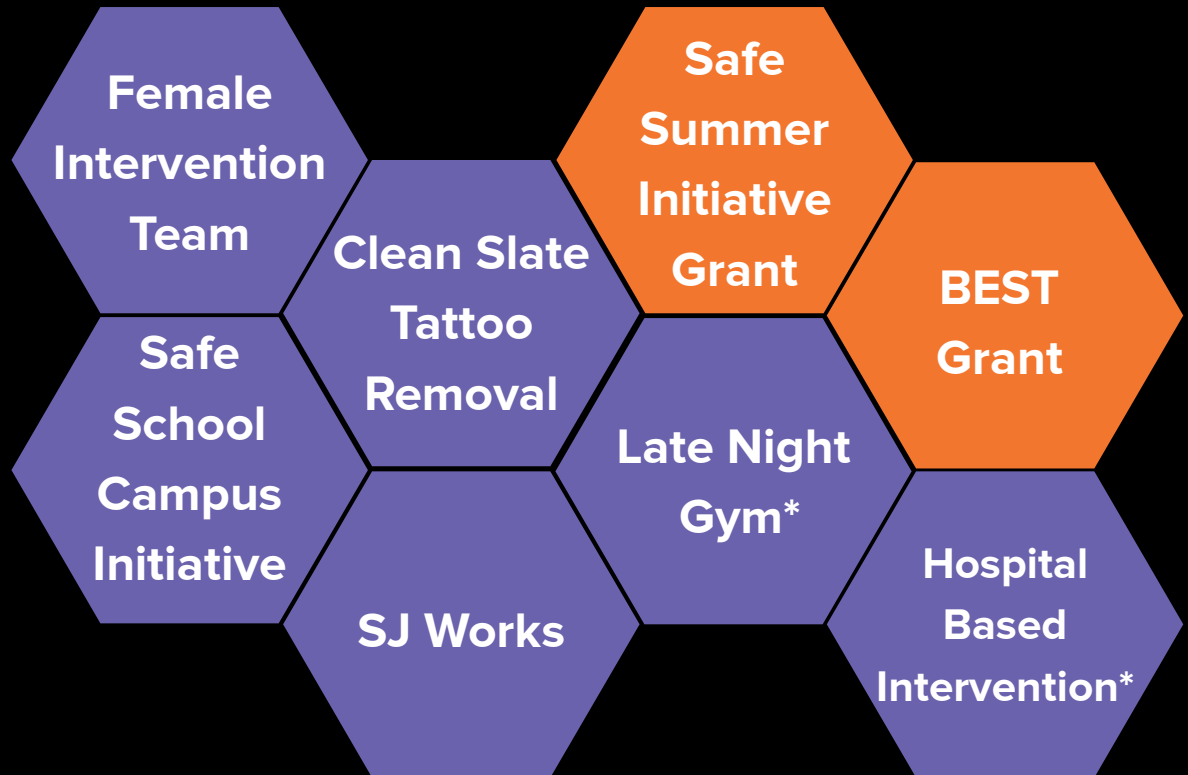 Female
Intervention
Team
Clean Slate
Tattoo
Removal
Safe
Summer
Initiative
Grant
BEST
Grant
Safe
School
Campus
Initiative
SJ Works
Late Night
Gym*
Hospital
Based
Intervention*